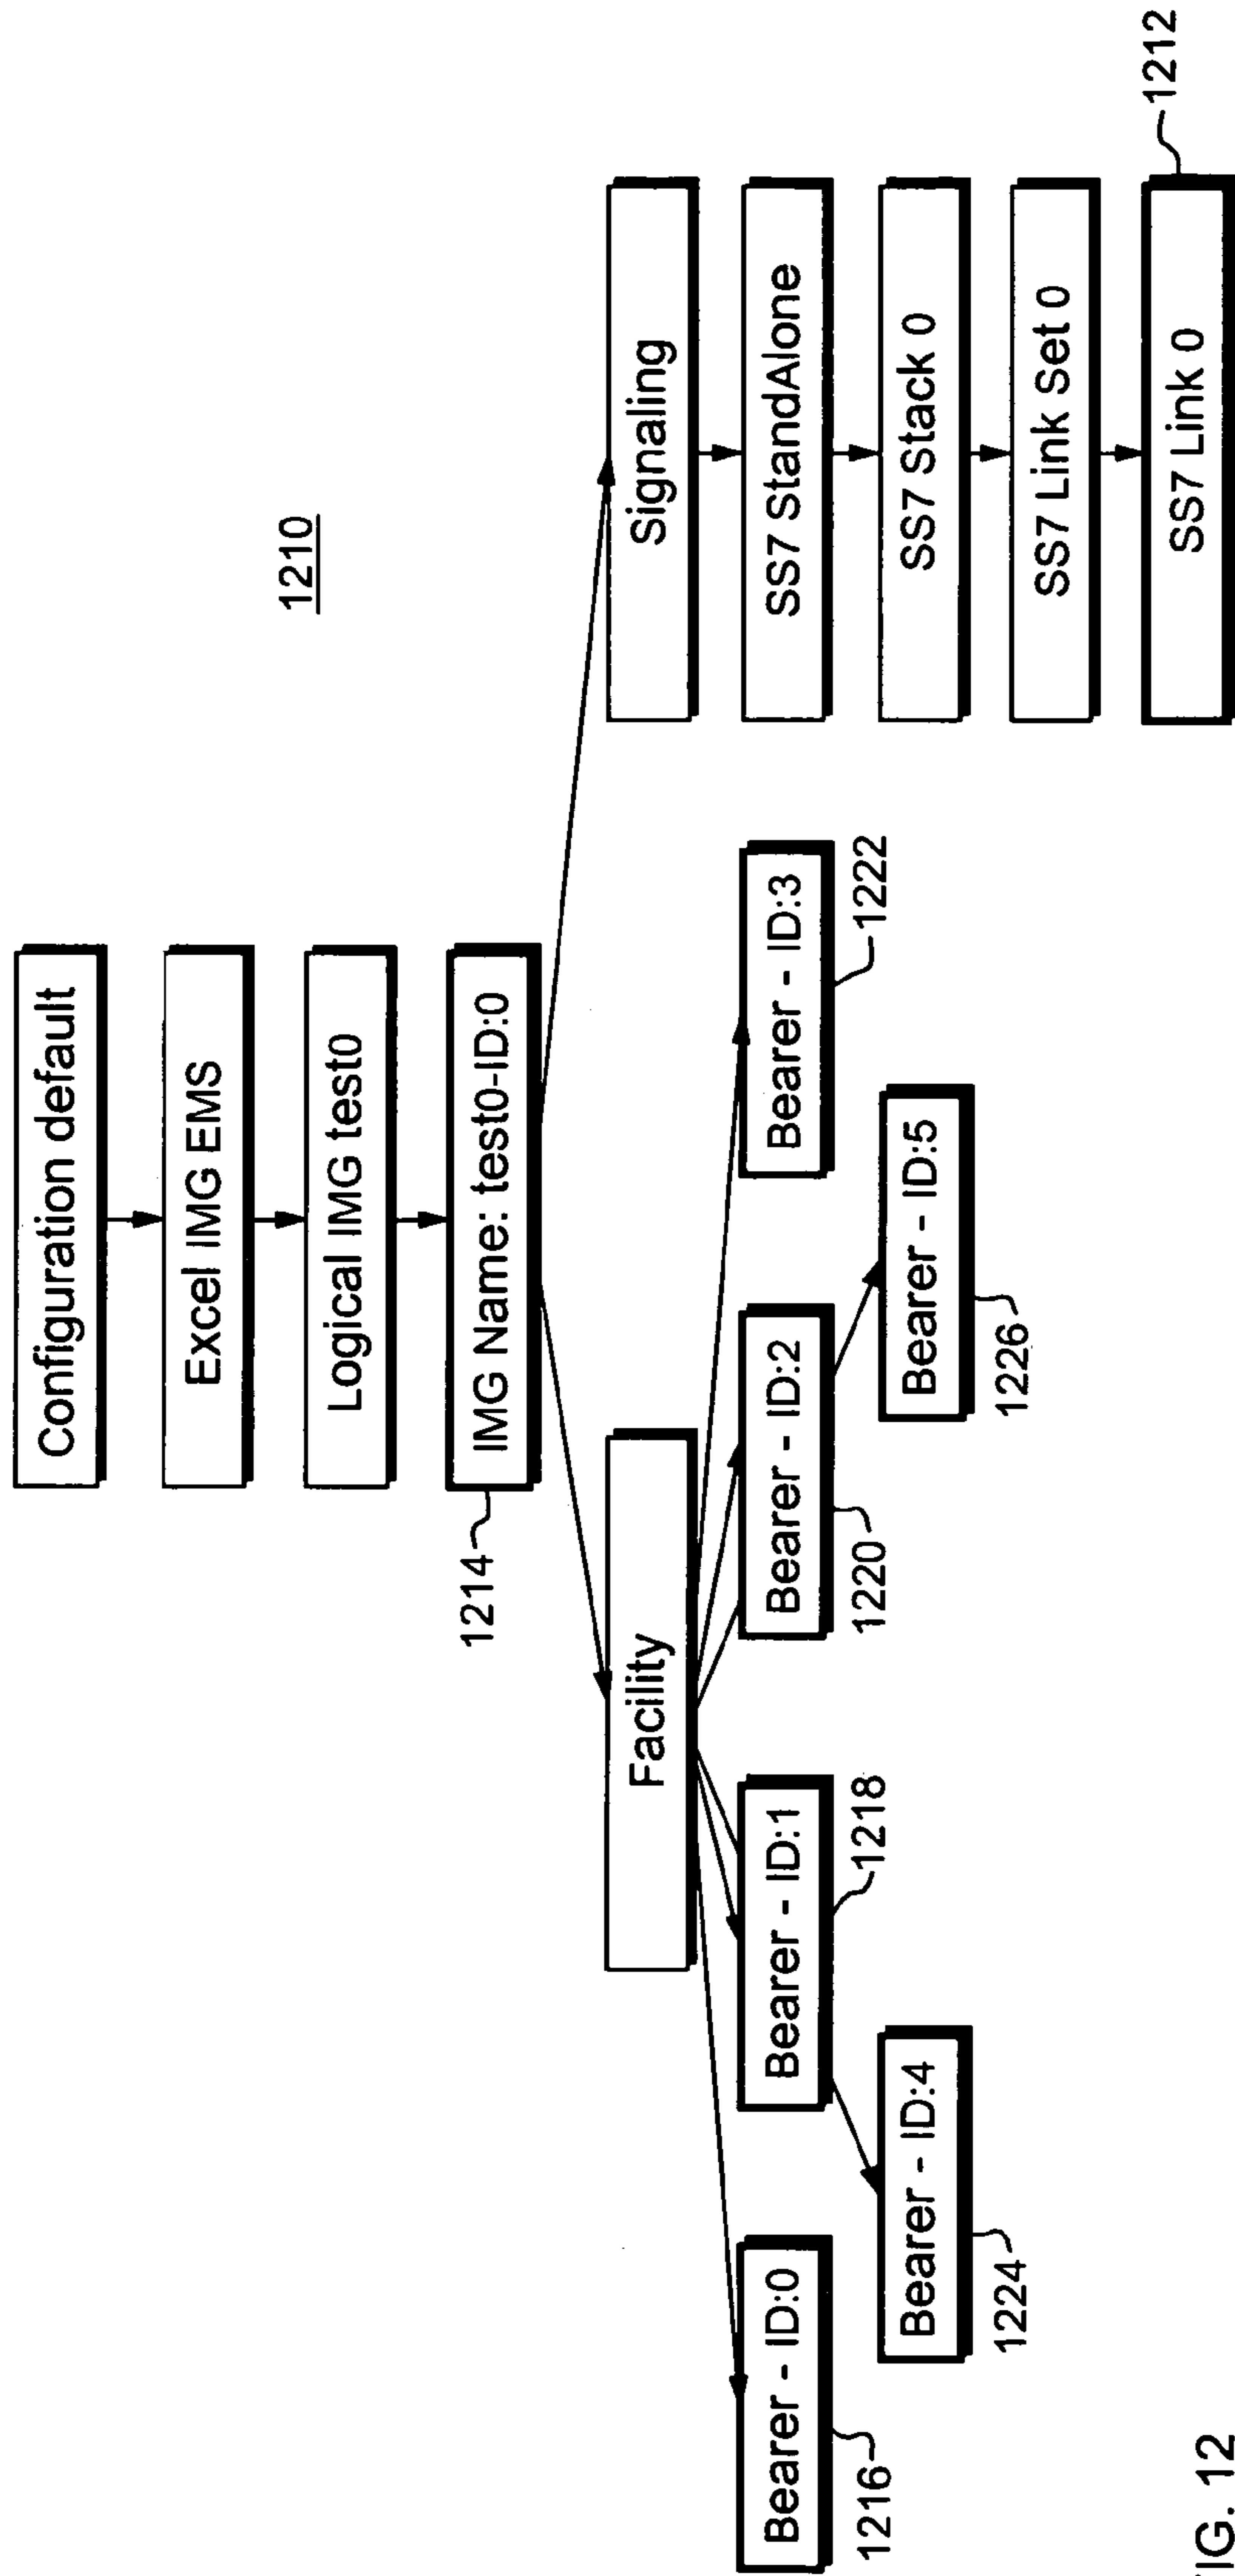 1210
Configuration default
Excel IMG EMS
Logical IMG test0
IMG Name: test0-ID:0
1214
Facility
Signaling
Bearer - ID:0
Bearer - ID:1
Bearer - ID:2
Bearer - ID:3
SS7 StandAlone
1216
1218
1220
1222
Bearer - ID:4
Bearer - ID:5
SS7 Stack 0
1224
1226
SS7 Link Set 0
SS7 Link 0
1212
FIG. 12